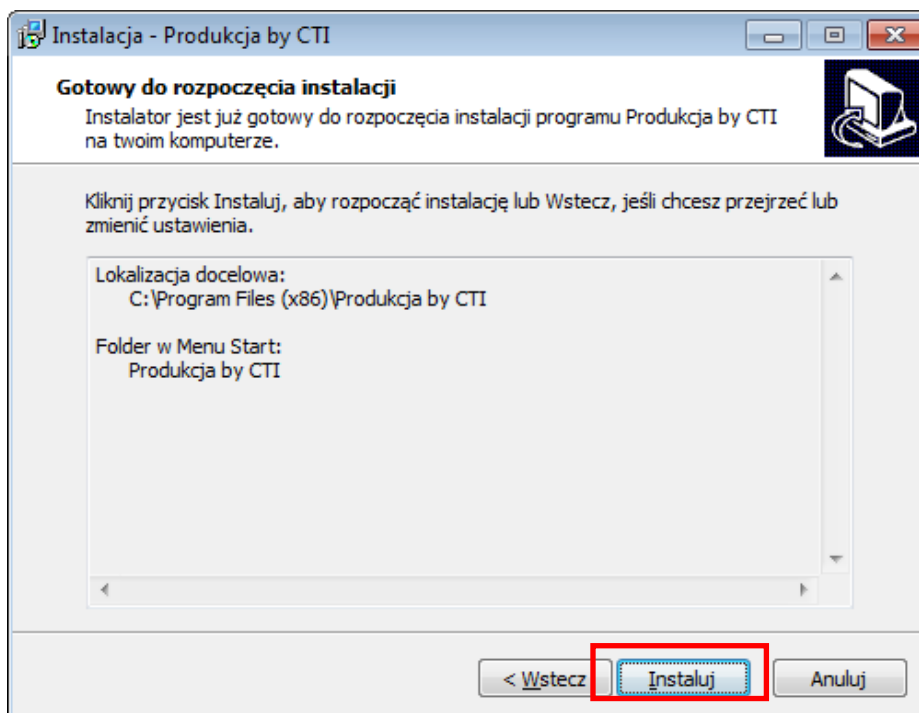 Instalacja - Produkcja by CTI
Gotowy do rozpoczęcia instalacji
Instalator jest już gotowy do rozpoczęcia instalacji programu Produkcja by CTI
na twoim komputerze.
Kliknij przycisk Instaluj, aby rozpocząć instalację lub Wstecz, jeśli chcesz przejrzeć lub
zmienić ustawienia.
Lokalizacja docelowa:
C:\Program Files (x86)\Produkcja by CTI
Folder w Menu Start:
Produkcja by CTI
< Wstecz
Instaluj
Anuluj